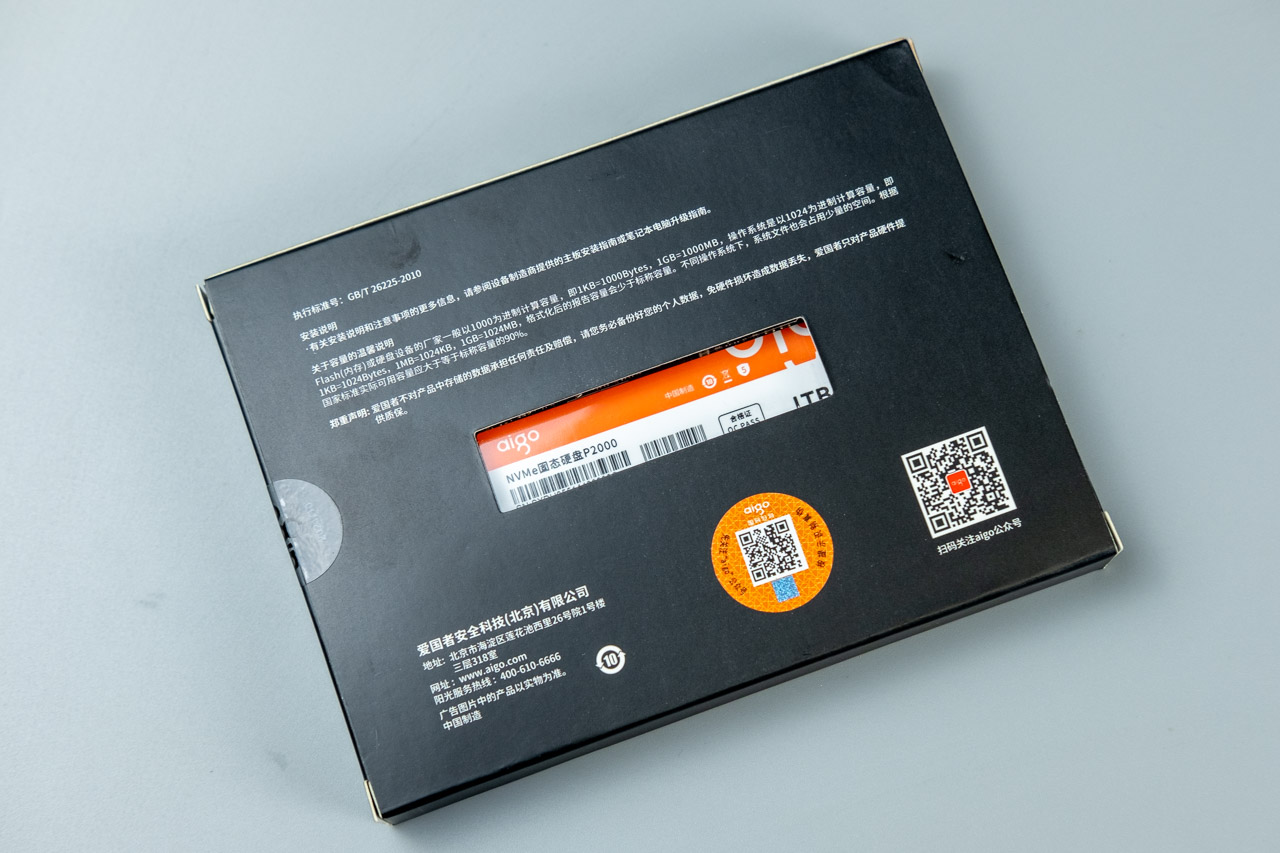 执行标准号：GB/T 26225-2010
安装说明
·有关安装说明和注意事项的更多信息，请参阅设备制造商提供的主板安装指南或笔记本电脑升级指南。
关于容量的温馨说明
Flash(内存)或硬盘设备的厂家一般以1000为进制计算容量，即1KB=1000Bytes，1GB=1000MB，操作系统是以1024为进制计算容量，即
1KB=1024Bytes，1MB=1024KB，1GB=1024MB，格式化后的报告容量会少于标称容量。不同操作系统下，系统文件也会占用少量的空间。根据
国家标准实际可用容量应大于等于标称容量的90%。
郑重声明: 爱国者不对产品中存储的数据承担任何责任及赔偿，请您务必备份好您的个人数据，免硬件损坏造成数据丢失，爱国者只对产品硬件提
供质保。
中国制造
5
aigo
NVMe固态硬盘P2000
合格证
QC PASS
1TB
aigo
aigo
扫码关注aigo公众号
爱国者安全科技(北京)有限公司
地址: 北京市海淀区莲花池西里26号院1号楼
三层318室
网址：www.aigo.com
阳光服务热线：400-610-6666
广告图片中的产品以实物为准。
中国制造
10